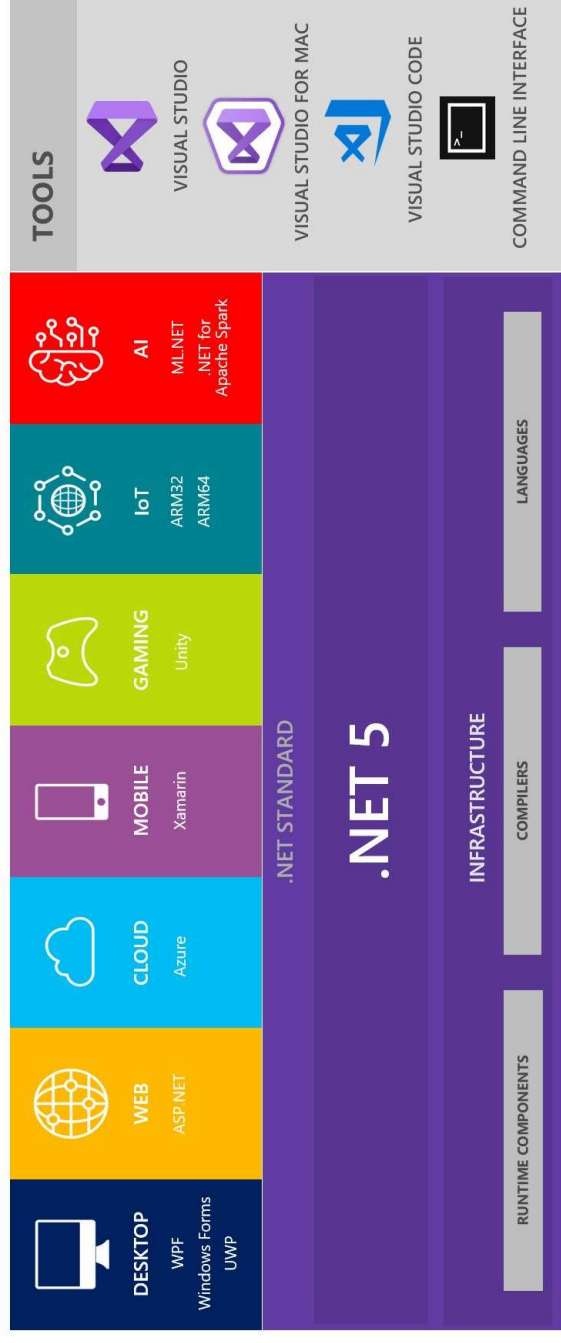 DESKTOP
WPF
Windows Forms
UWP
WEB
ASP.NET
CLOUD
Azure
MOBILE
Xamarin
GAMING
Unity
IoT
ARM32
ARM64
AI
ML.NET
.NET for
Apache Spark
.NET STANDARD
.NET 5
INFRASTRUCTURE
RUNTIME COMPONENTS
COMPILERS
LANGUAGES
TOOLS
VISUAL STUDIO
VISUAL STUDIO FOR MAC
VISUAL STUDIO CODE
>-
COMMAND LINE INTERFACE